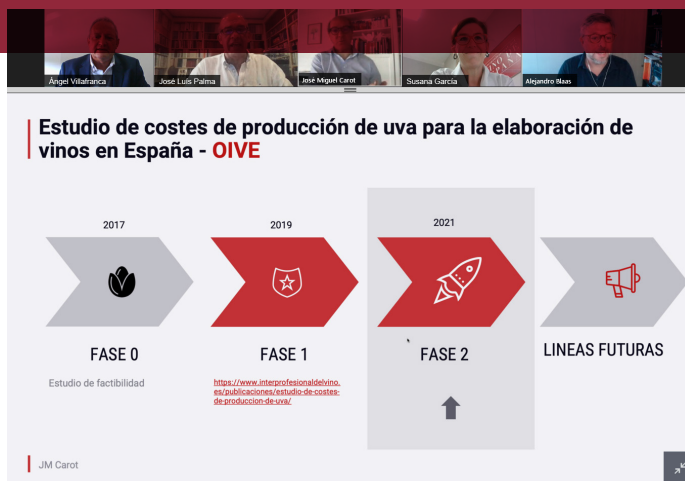 Ángel Villafranca
José Luis Palma
José Miguel Carot
Susana García
Alejandro Blaas
Estudio de costes de producción de uva para la elaboración de
vinos en España - OIVE
2017
2019
2021
FASE 0
FASE 1
FASE 2
LINEAS FUTURAS
Estudio de factibilidad
https://www.interprofesionaldelvino.
es/publicaciones/estudio-de-costes-
de-produccion-de-uva/
JM Carot